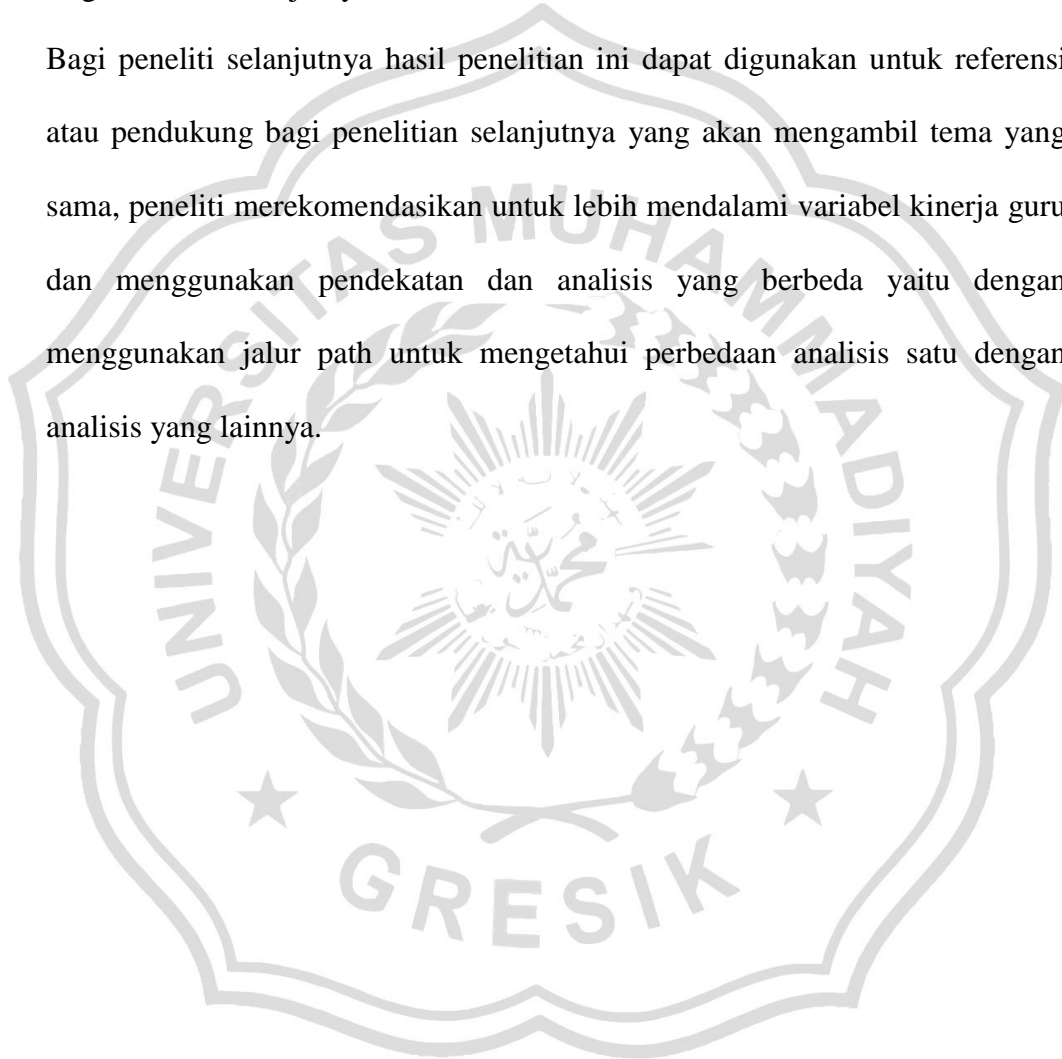 Bagi peneliti selanjutnya hasil penelitian ini dapat digunakan untuk referensi
atau pendukung bagi penelitian selanjutnya yang akan mengambil tema yang
sama, peneliti merekomendasikan untuk lebih mendalami variabel kinerja guru
dan menggunakan pendekatan dan analisis yang berbeda yaitu dengan
menggunakan jalur path untuk mengetahui perbedaan analisis satu dengan
analisis yang lainnya.
UNIVERSITAS MUHAMMADIYAH
محمد
GRESIK